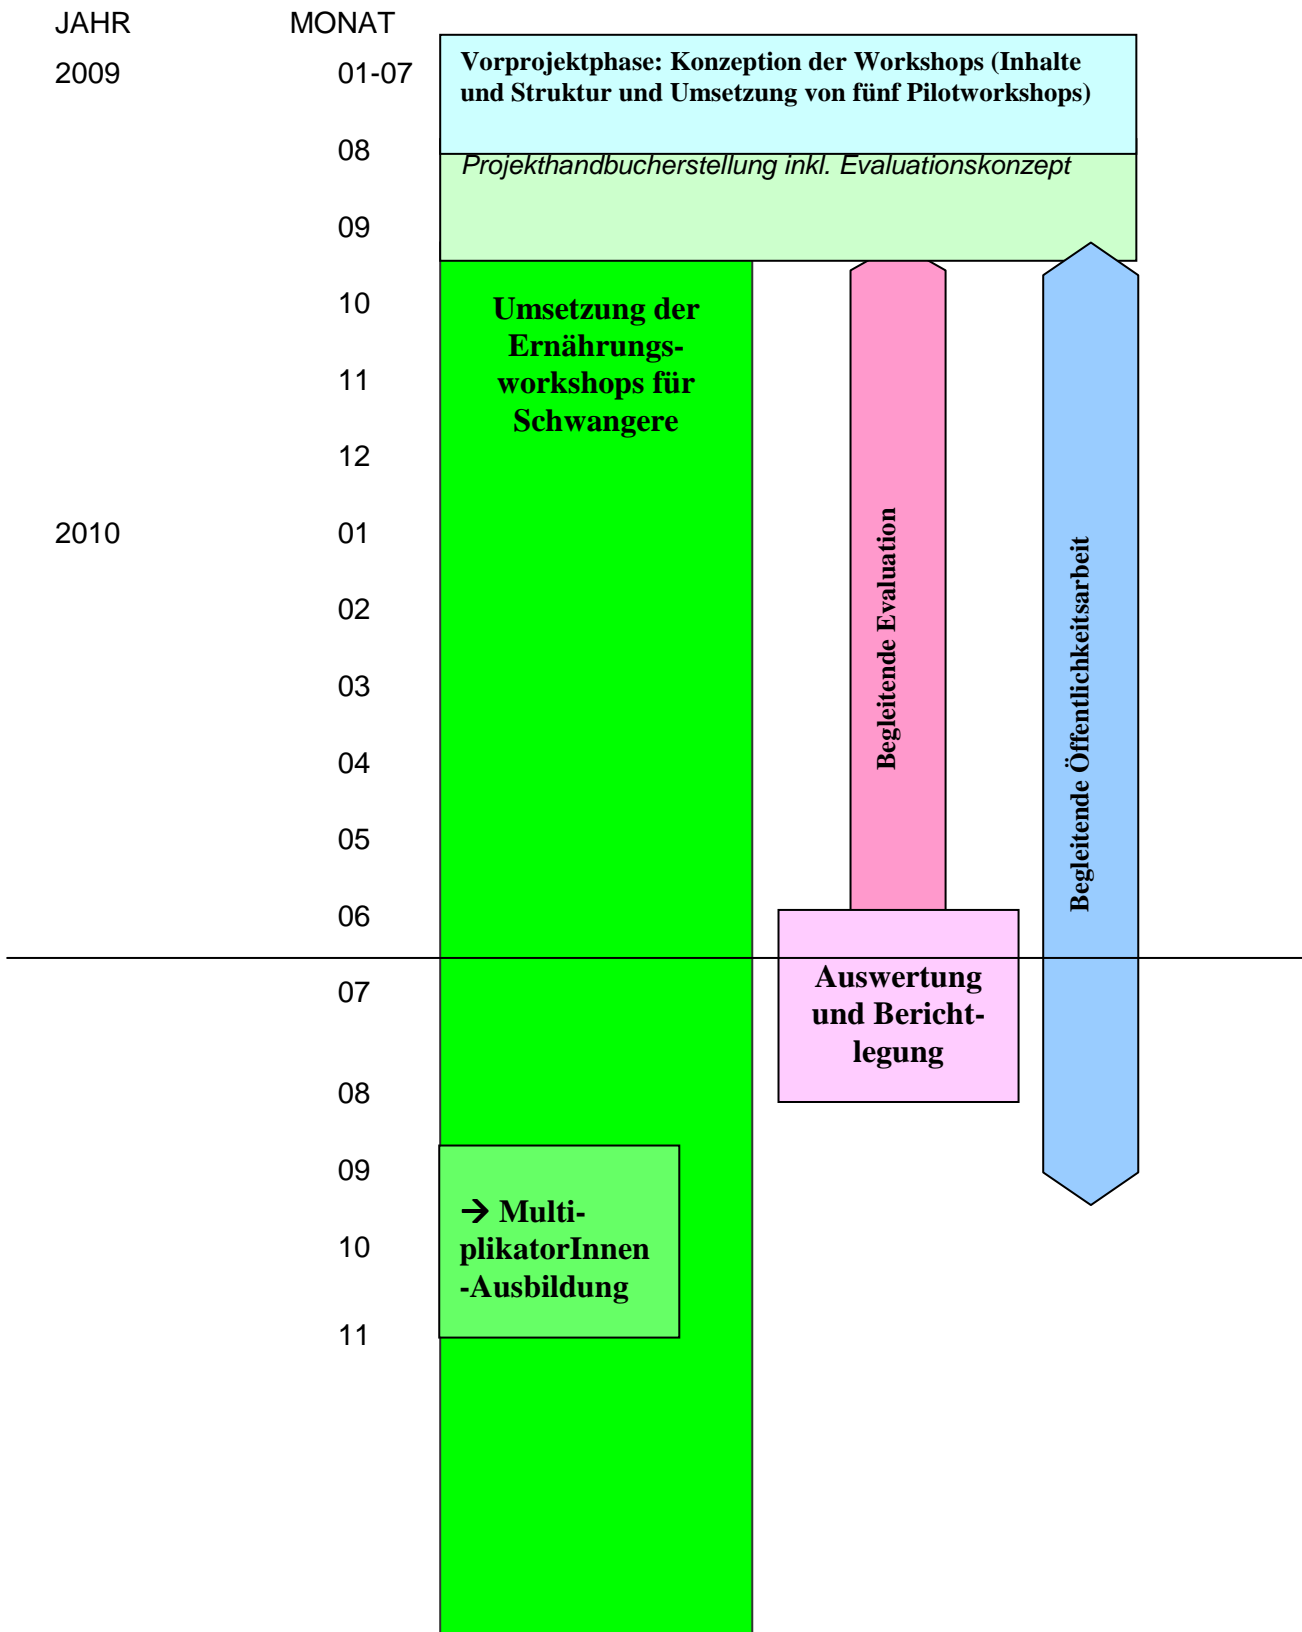 JAHR MONAT
2009 01-07
Vorprojektphase: Konzeption der Workshops (Inhalte
und Struktur und Umsetzung von fünf Pilotworkshops)
08
Projekthandbucherstellung inkl. Evaluationskonzept
09
10
Umsetzung der
Ernährungs-
workshops für
Schwangere
11
12
2010 01
02
03
04
05
06
Begleitende Evaluation
Begleitende Öffentlichkeitsarbeit
07
Auswertung
und Bericht-
legung
08
09
→ Multi-
plikatorInnen
-Ausbildung
10
11